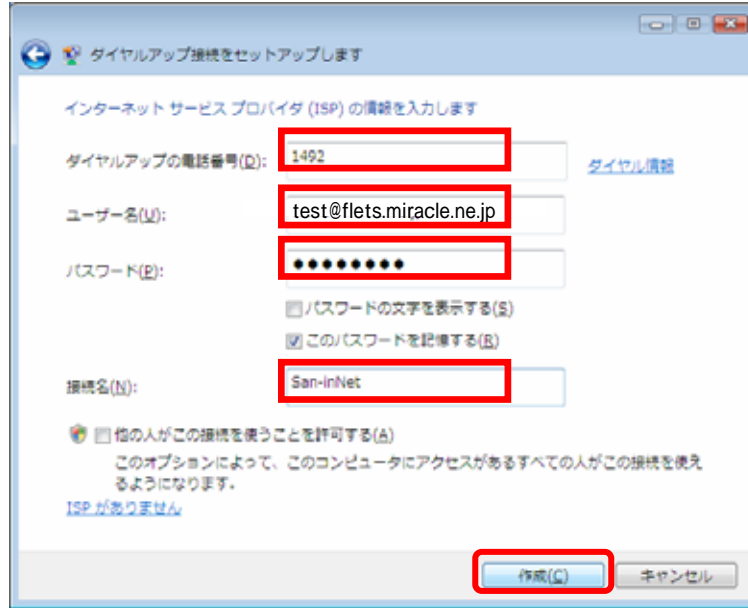 ダイヤルアップ接続をセットアップします
インターネット サービス プロバイダ (ISP) の情報を入力します
ダイヤルアップの電話番号(D):
1492
ダイヤル情報
ユーザー名(U):
test@flets.miracle.ne.jp
パスワード(P):
●●●●●●●●
パスワードの文字を表示する(S)
このパスワードを記憶する(R)
接続名(N):
San-inNet
他の人がこの接続を使うことを許可する(A)
このオプションによって、このコンピュータにアクセスがあるすべての人がこの接続を使え
るようになります。
ISP がありません
作成(C)
キャンセル